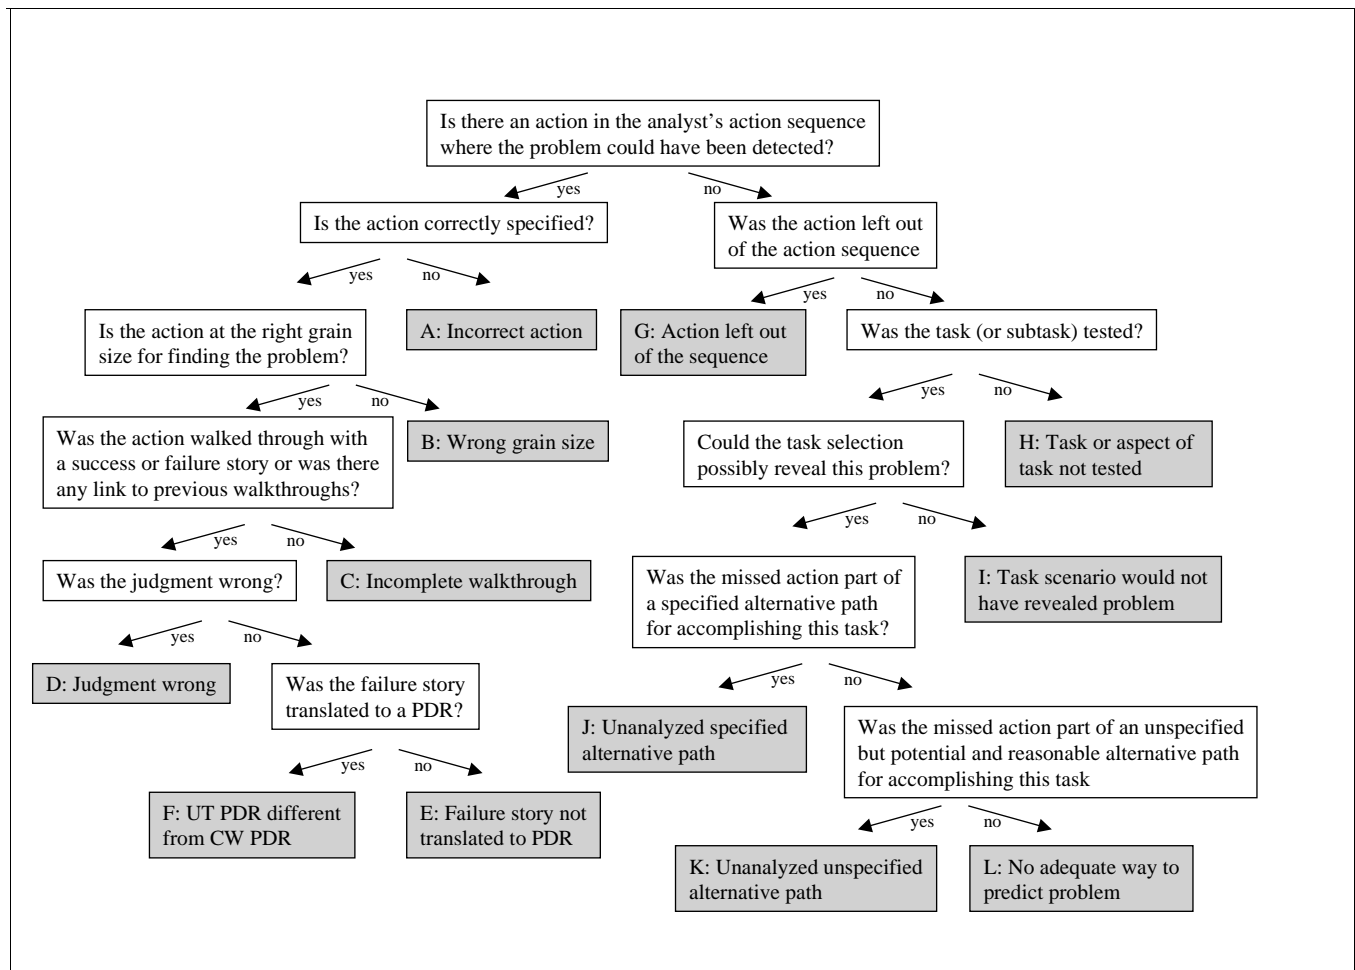 Is there an action in the analyst’s action sequence
where the problem could have been detected?
yes
no
Is the action correctly specified?
Was the action left out
of the action sequence
yes
no
yes
no
Is the action at the right grain
size for finding the problem?
A: Incorrect action
G: Action left out
of the sequence
Was the task (or subtask) tested?
yes
no
yes
no
Was the action walked through with
a success or failure story or was there
any link to previous walkthroughs?
B: Wrong grain size
Could the task selection
possibly reveal this problem?
H: Task or aspect of
task not tested
yes
no
yes
no
Was the judgment wrong?
C: Incomplete walkthrough
Was the missed action part of
a specified alternative path
for accomplishing this task?
I: Task scenario would not
have revealed problem
yes
no
yes
no
D: Judgment wrong
Was the failure story
translated to a PDR?
J: Unanalyzed specified
alternative path
Was the missed action part of an unspecified
but potential and reasonable alternative path
for accomplishing this task
yes
no
yes
no
F: UT PDR different
from CW PDR
E: Failure story not
translated to PDR
K: Unanalyzed unspecified
alternative path
L: No adequate way to
predict problem